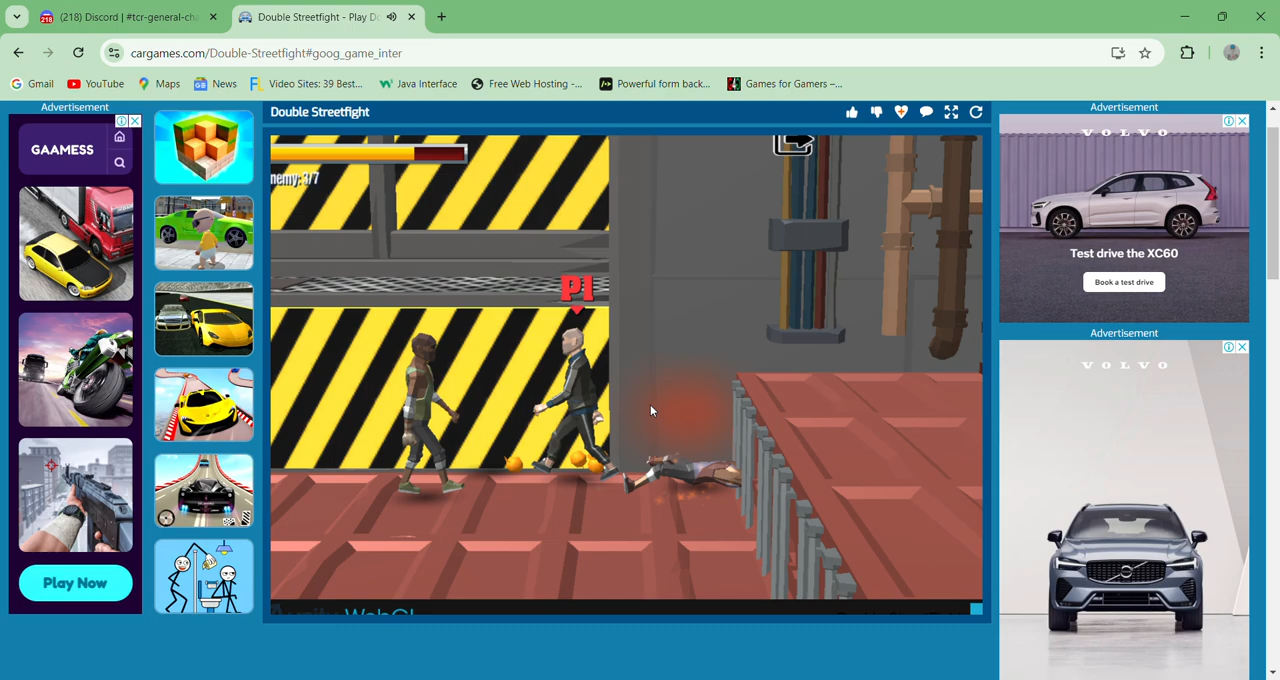 (218) Discord | #tcr-general-cha
Double Streetfight - Play Do
cargames.com/Double-Streetfight#goog_game_inter
Gmail
YouTube
Maps
News
Video Sites: 39 Best...
Java Interface
Free Web Hosting -...
Powerful form back...
Games for Gamers –...
Advertisement
GAAMESS
Play Now
Double Streetfight
nemy: 3/7
P1
Advertisement
VOLVO
Test drive the XC60
Book a test drive
Advertisement
VOLVO